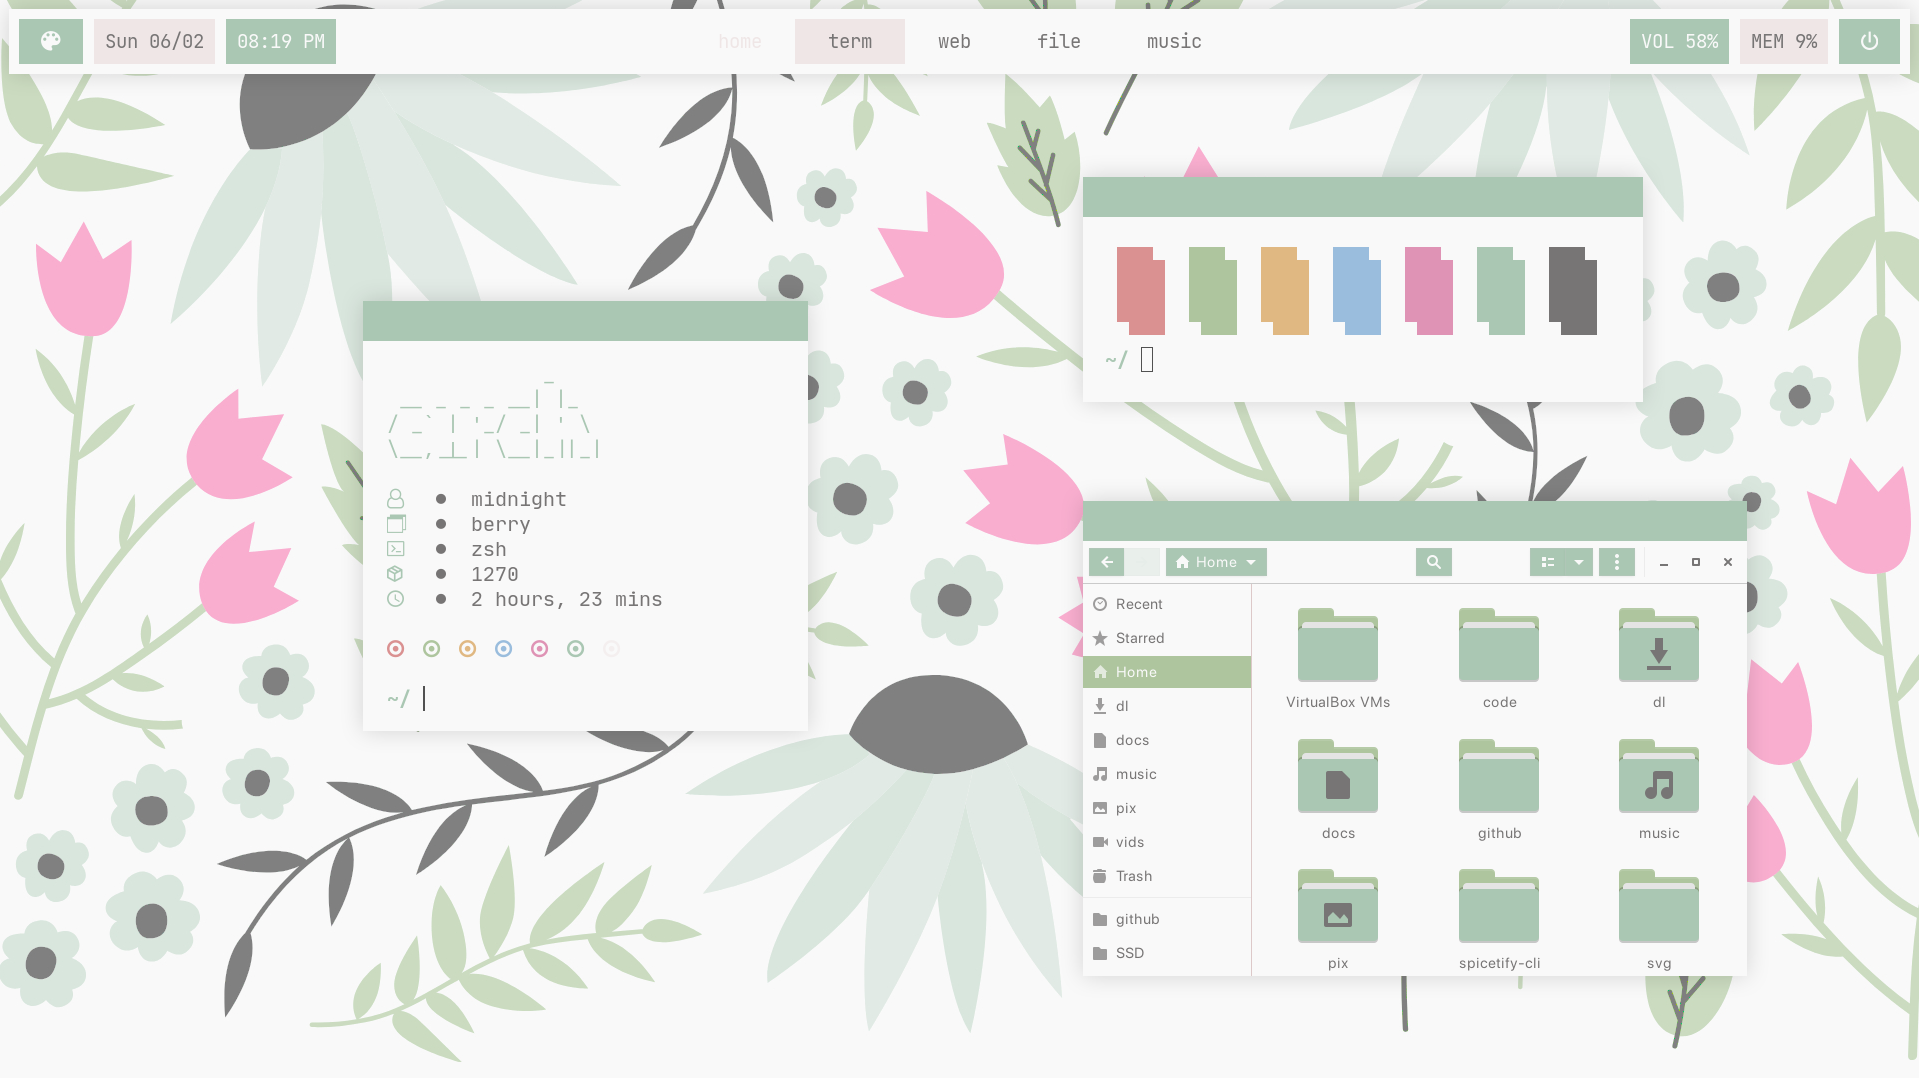 Sun 06/02 08:19 PM home term web file music VOL 58% MEM 9%
~/
arch
midnight
berry
zsh
1270
2 hours, 23 mins
~/
Home
Recent
Starred
Home
dl
docs
music
pix
vids
Trash
github
SSD
VirtualBox VMs code dl
docs github music
pix spicetify-cli svg